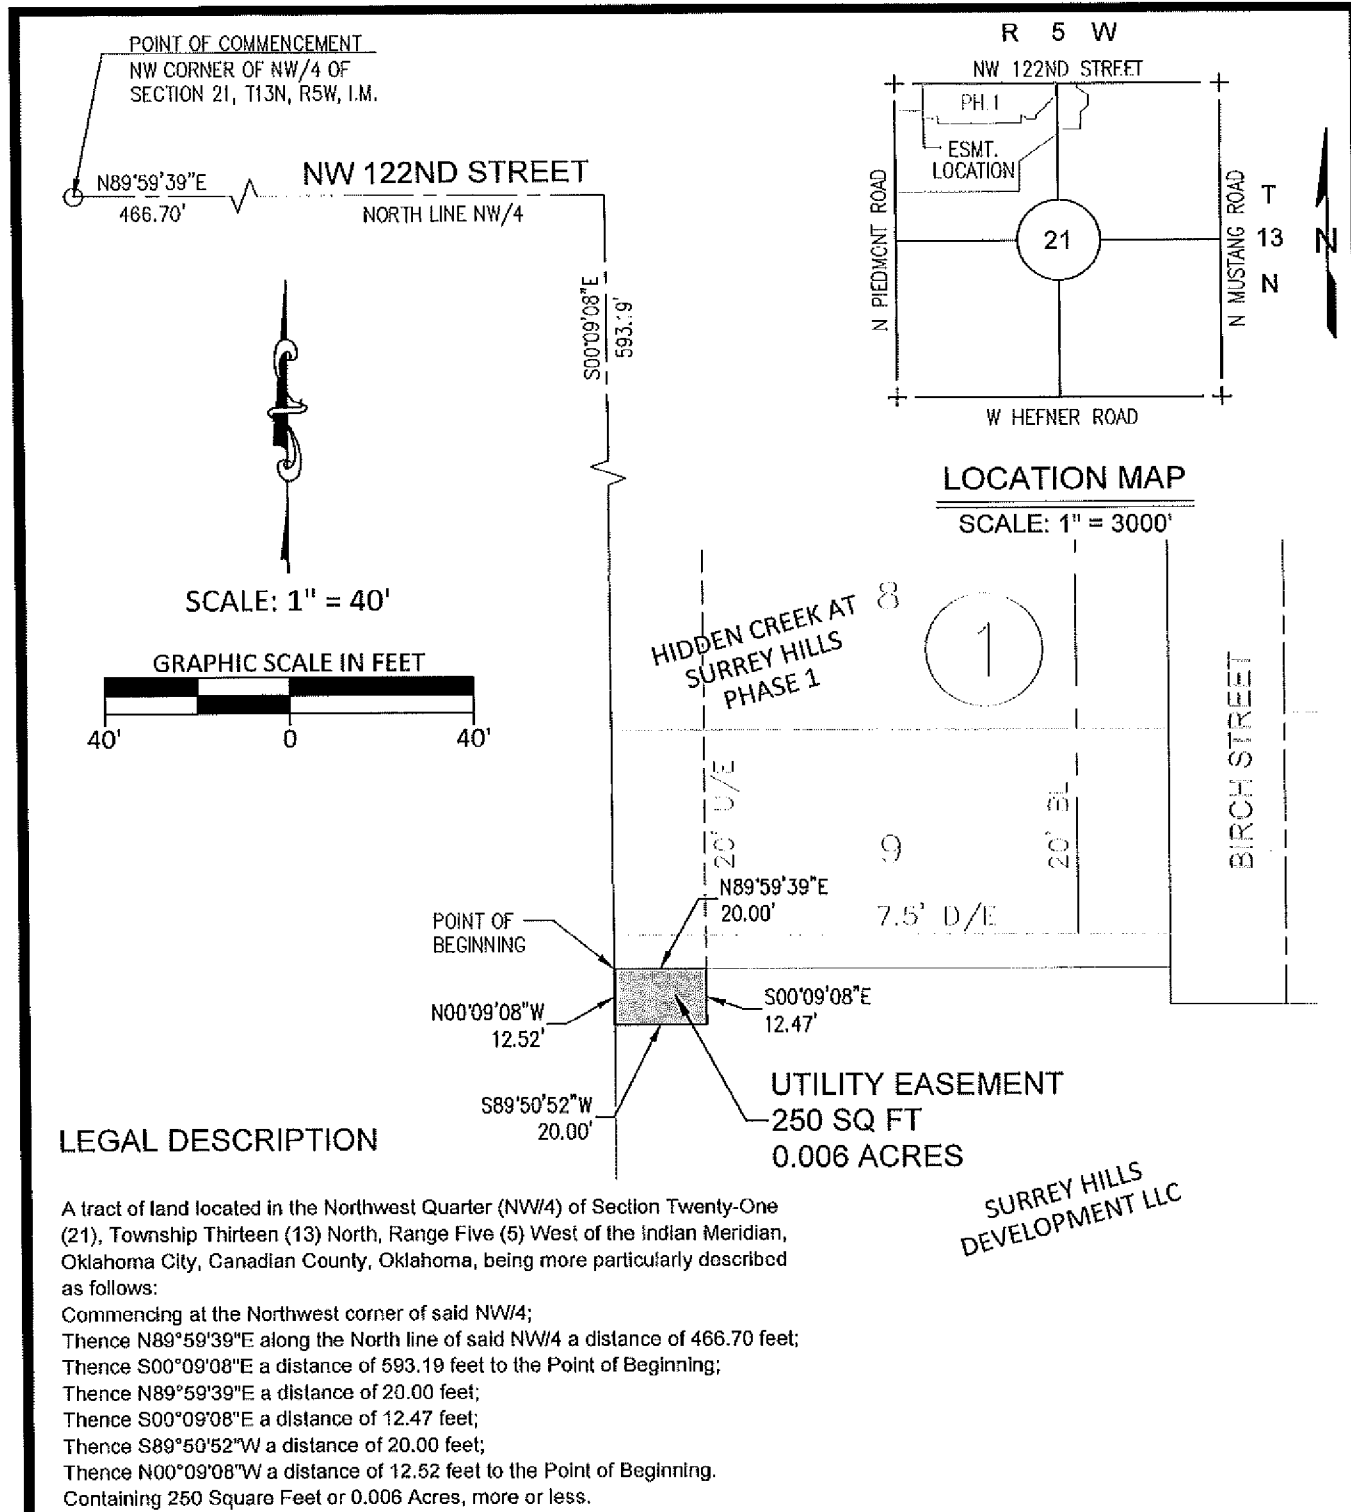 POINT OF COMMENCEMENT
NW CORNER OF NW/4 OF
SECTION 21, T13N, R5W, I.M.
N89°59'39"E
466.70'
NW 122ND STREET
NORTH LINE NW/4
S00°09'08"E
593.19'
R 5 W
NW 122ND STREET
PH.1
ESMT.
LOCATION
N PIEDMONT ROAD
21
N MUSTANG ROAD
T
13
N
N
W HEFNER ROAD
LOCATION MAP
SCALE: 1" = 3000'
SCALE: 1" = 40'
GRAPHIC SCALE IN FEET
40' 0 40'
HIDDEN CREEK AT
SURREY HILLS
PHASE 1
8
1
BIRCH STREET
20' U/E
9
20' BL
7.5' D/E
N89°59'39"E
20.00'
POINT OF
BEGINNING
N00°09'08"W
12.52'
S00°09'08"E
12.47'
S89°50'52"W
20.00'
UTILITY EASEMENT
250 SQ FT
0.006 ACRES
SURREY HILLS
DEVELOPMENT LLC
LEGAL DESCRIPTION
A tract of land located in the Northwest Quarter (NW/4) of Section Twenty-One
(21), Township Thirteen (13) North, Range Five (5) West of the Indian Meridian,
Oklahoma City, Canadian County, Oklahoma, being more particularly described
as follows:
Commencing at the Northwest corner of said NW/4;
Thence N89°59'39"E along the North line of said NW/4 a distance of 466.70 feet;
Thence S00°09'08"E a distance of 593.19 feet to the Point of Beginning;
Thence N89°59'39"E a distance of 20.00 feet;
Thence S00°09'08"E a distance of 12.47 feet;
Thence S89°50'52"W a distance of 20.00 feet;
Thence N00°09'08"W a distance of 12.52 feet to the Point of Beginning.
Containing 250 Square Feet or 0.006 Acres, more or less.